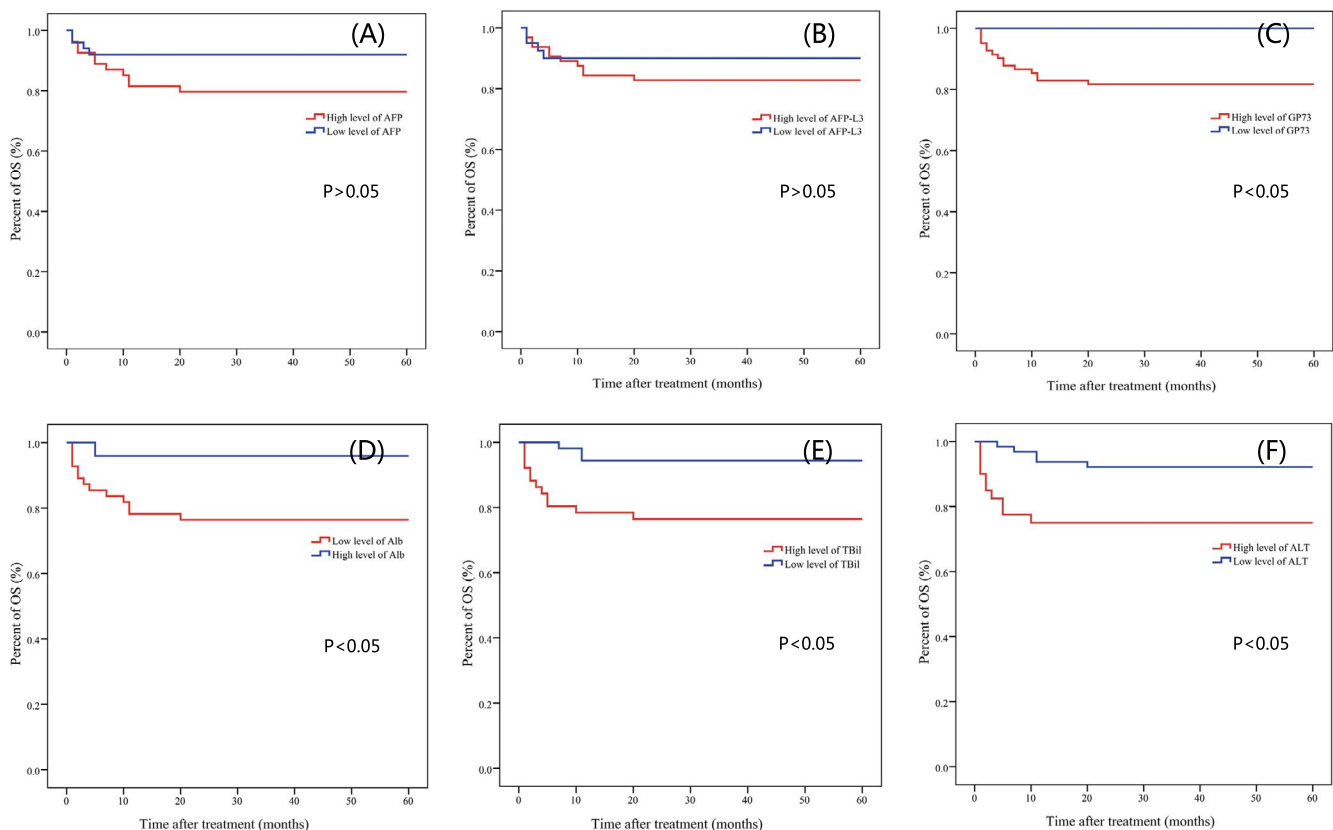 (A)
1.0
0.8
0.6
0.4
0.2
0.0
Percent of OS (%)
High level of AFP
Low level of AFP
P>0.05
0 10 20 30 40 50 60
(B)
1.0
0.8
0.6
0.4
0.2
0.0
Percent of OS (%)
High level of AFP-L3
Low level of AFP-L3
P>0.05
0 10 20 30 40 50 60
Time after treatment (months)
(C)
1.0
0.8
0.6
0.4
0.2
0.0
Percent of OS (%)
High level of GP73
Low level of GP73
P<0.05
0 10 20 30 40 50 60
Time after treatment (months)
(D)
1.0
0.8
0.6
0.4
0.2
0.0
Percent of OS (%)
Low level of Alb
High level of Alb
P<0.05
0 10 20 30 40 50 60
Time after treatment (months)
(E)
1.0
0.8
0.6
0.4
0.2
0.0
Percent of OS (%)
High level of TBil
Low level of TBil
P<0.05
0 10 20 30 40 50 60
Time after treatment (months)
(F)
1.0
0.8
0.6
0.4
0.2
0.0
Percent of OS (%)
High level of ALT
Low level of ALT
P<0.05
0 10 20 30 40 50 60
Time after treatment (months)